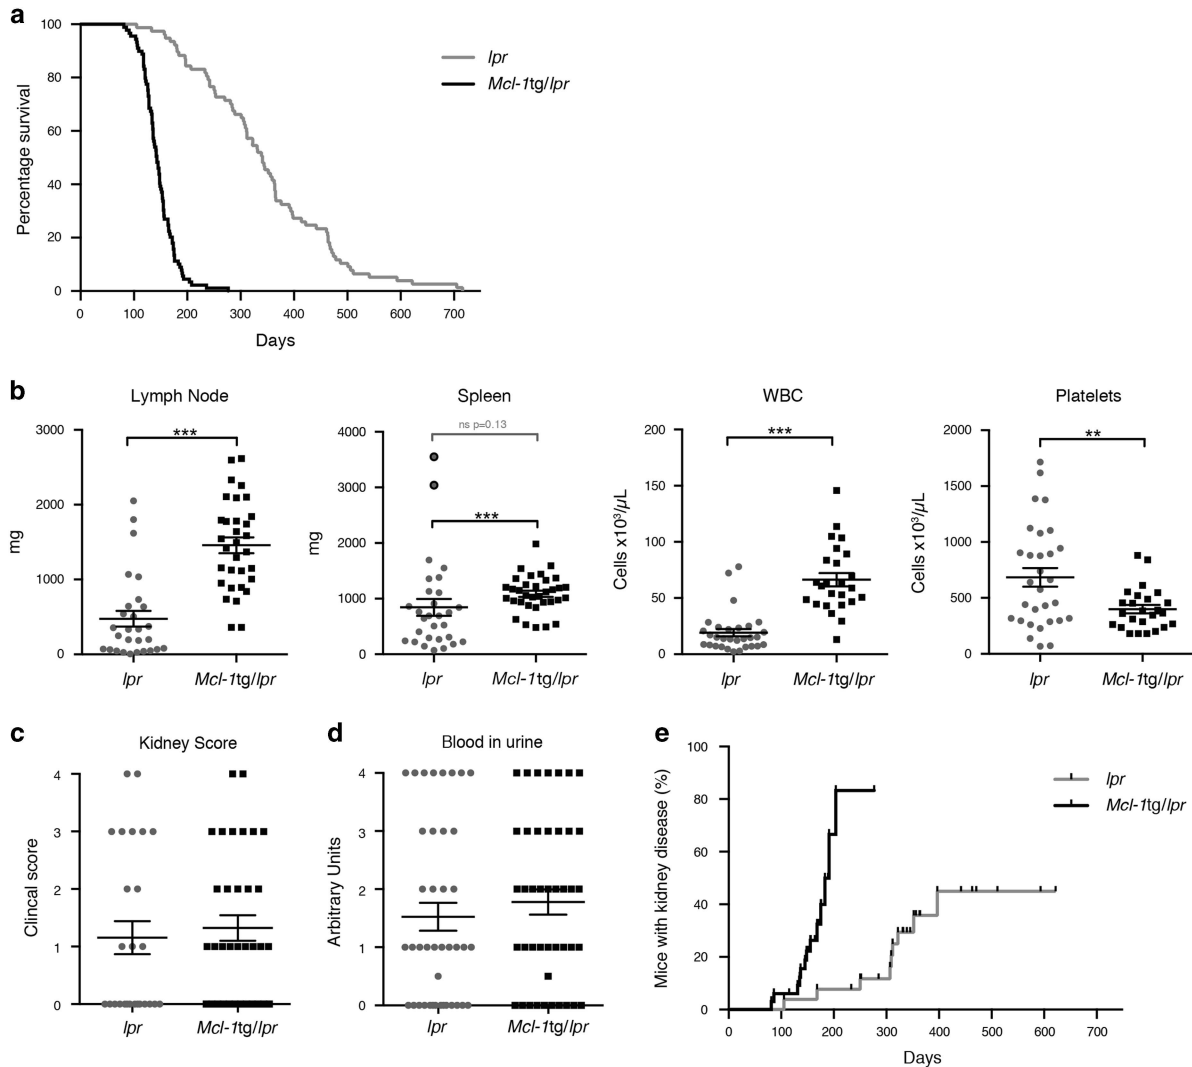 a
Percentage survival
100
80
60
40
20
0
0 100 200 300 400 500 600 700
Days
lpr
Mcl-1tg/lpr
b
Lymph Node
mg
3000
2000
1000
0
***
lpr Mcl-1tg/lpr
Spleen
mg
4000
3000
2000
1000
0
ns p=0.13
***
lpr Mcl-1tg/lpr
WBC
Cells x10³/µL
200
150
100
50
0
***
lpr Mcl-1tg/lpr
Platelets
Cells x10³/µL
2000
1500
1000
500
0
**
lpr Mcl-1tg/lpr
c
Kidney Score
Clincal score
4
3
2
1
0
lpr Mcl-1tg/lpr
d
Blood in urine
Arbitrary Units
4
3
2
1
0
lpr Mcl-1tg/lpr
e
Mice with kidney disease (%)
100
80
60
40
20
0
0 100 200 300 400 500 600 700
Days
lpr
Mcl-1tg/lpr